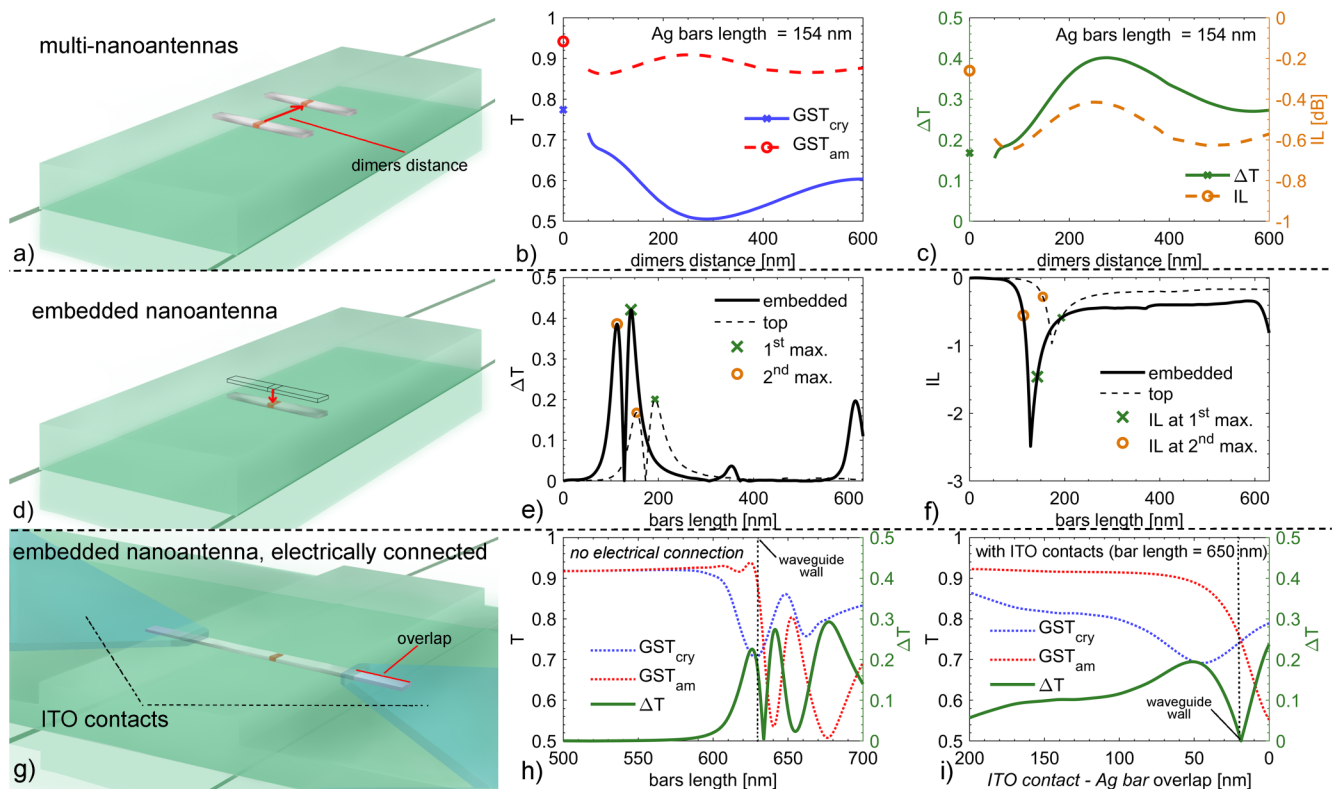 multi-nanoantennas
dimers distance
a)
1
0.9
0.8
0.7
0.6
0.5
T
Ag bars length = 154 nm
GST_cry
GST_am
0 200 400 600
dimers distance [nm]
b)
0.5
0.4
0.3
0.2
0.1
0
ΔT
Ag bars length = 154 nm
ΔT
IL
0
-0.2
-0.4
-0.6
-0.8
-1
IL [dB]
0 100 200 300 400 500 600
dimers distance [nm]
c)
embedded nanoantenna
d)
0.5
0.4
0.3
0.2
0.1
0
ΔT
embedded
top
1st max.
2nd max.
0 200 400 600
bars length [nm]
e)
0
-1
-2
-3
IL
embedded
top
IL at 1st max.
IL at 2nd max.
0 200 400 600
bars length [nm]
f)
embedded nanoantenna, electrically connected
overlap
ITO contacts
g)
1
0.9
0.8
0.7
0.6
0.5
T
no electrical connection
waveguide
wall
GST_cry
GST_am
ΔT
0.5
0.4
0.3
0.2
0.1
0
ΔT
500 550 600 650 700
bars length [nm]
h)
1
0.9
0.8
0.7
0.6
0.5
T
with ITO contacts (bar length = 650 nm)
GST_cry
GST_am
ΔT
waveguide
wall
0.5
0.4
0.3
0.2
0.1
0
ΔT
200 150 100 50 0
ITO contact - Ag bar overlap [nm]
i)